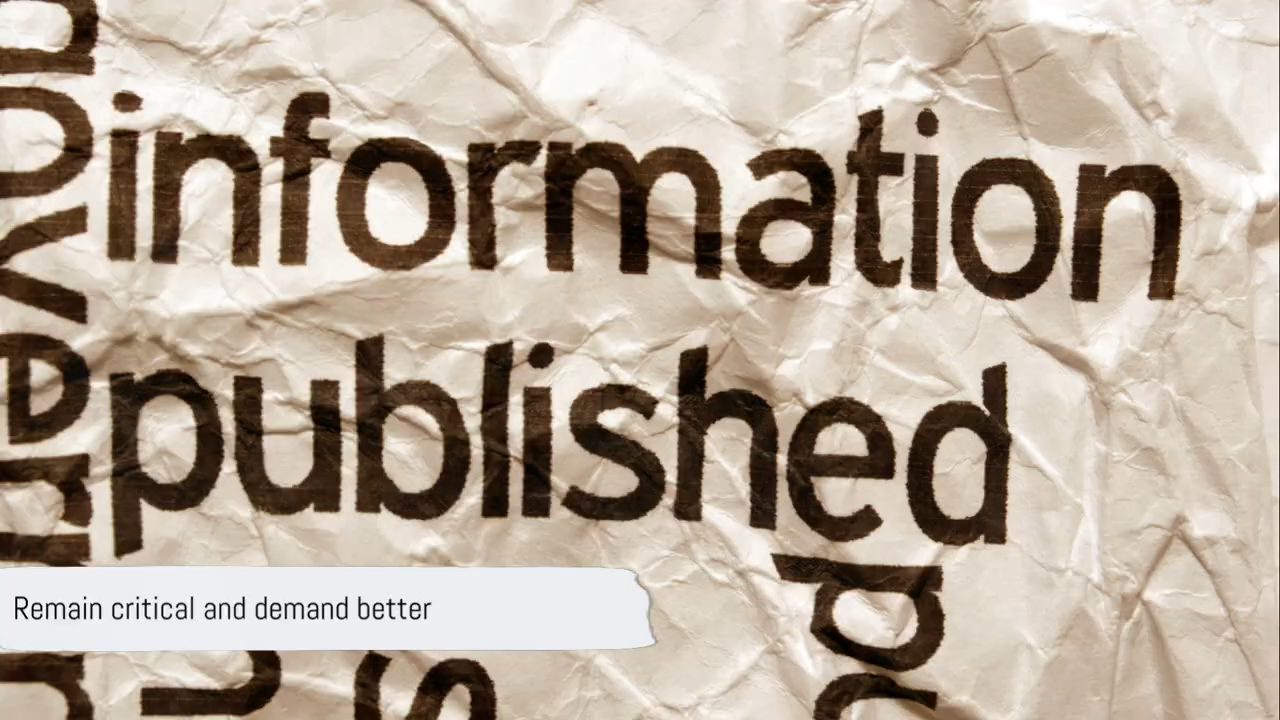 information
published
Remain critical and demand better